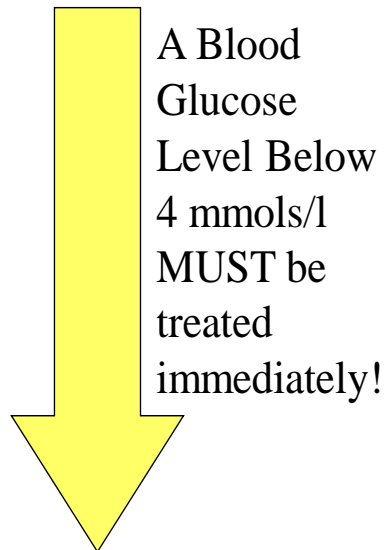 A Blood
Glucose
Level Below
4 mmols/l
MUST be
treated
immediately!